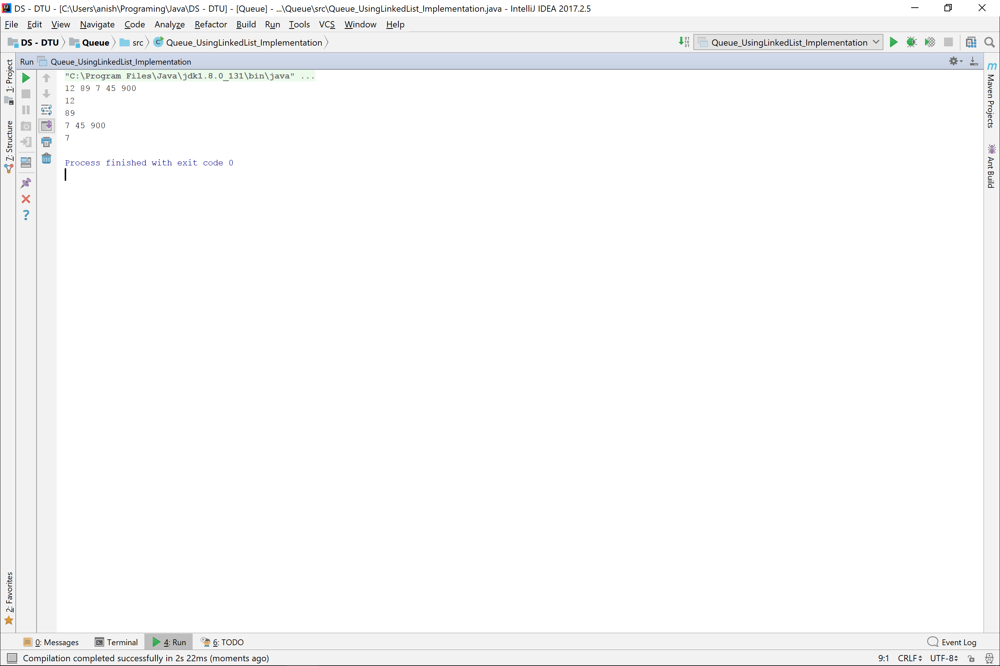 DS - DTU - [C:\Users\anish\Programing\Java\DS - DTU] - [Queue] - ...\Queue\src\Queue_UsingLinkedList_Implementation.java - IntelliJ IDEA 2017.2.5
File Edit View Navigate Code Analyze Refactor Build Run Tools VCS Window Help
DS - DTU Queue src Queue_UsingLinkedList_Implementation Queue_UsingLinkedList_Implementation
Run Queue_UsingLinkedList_Implementation
1: Project
7: Structure
2: Favorites
"C:\Program Files\Java\jdk1.8.0_131\bin\java" ...
12 89 7 45 900
12
89
7 45 900
7
Process finished with exit code 0
Maven Projects
Ant Build
0: Messages Terminal 4: Run 6: TODO Event Log
Compilation completed successfully in 2s 22ms (moments ago) 9:1 CRLF UTF-8